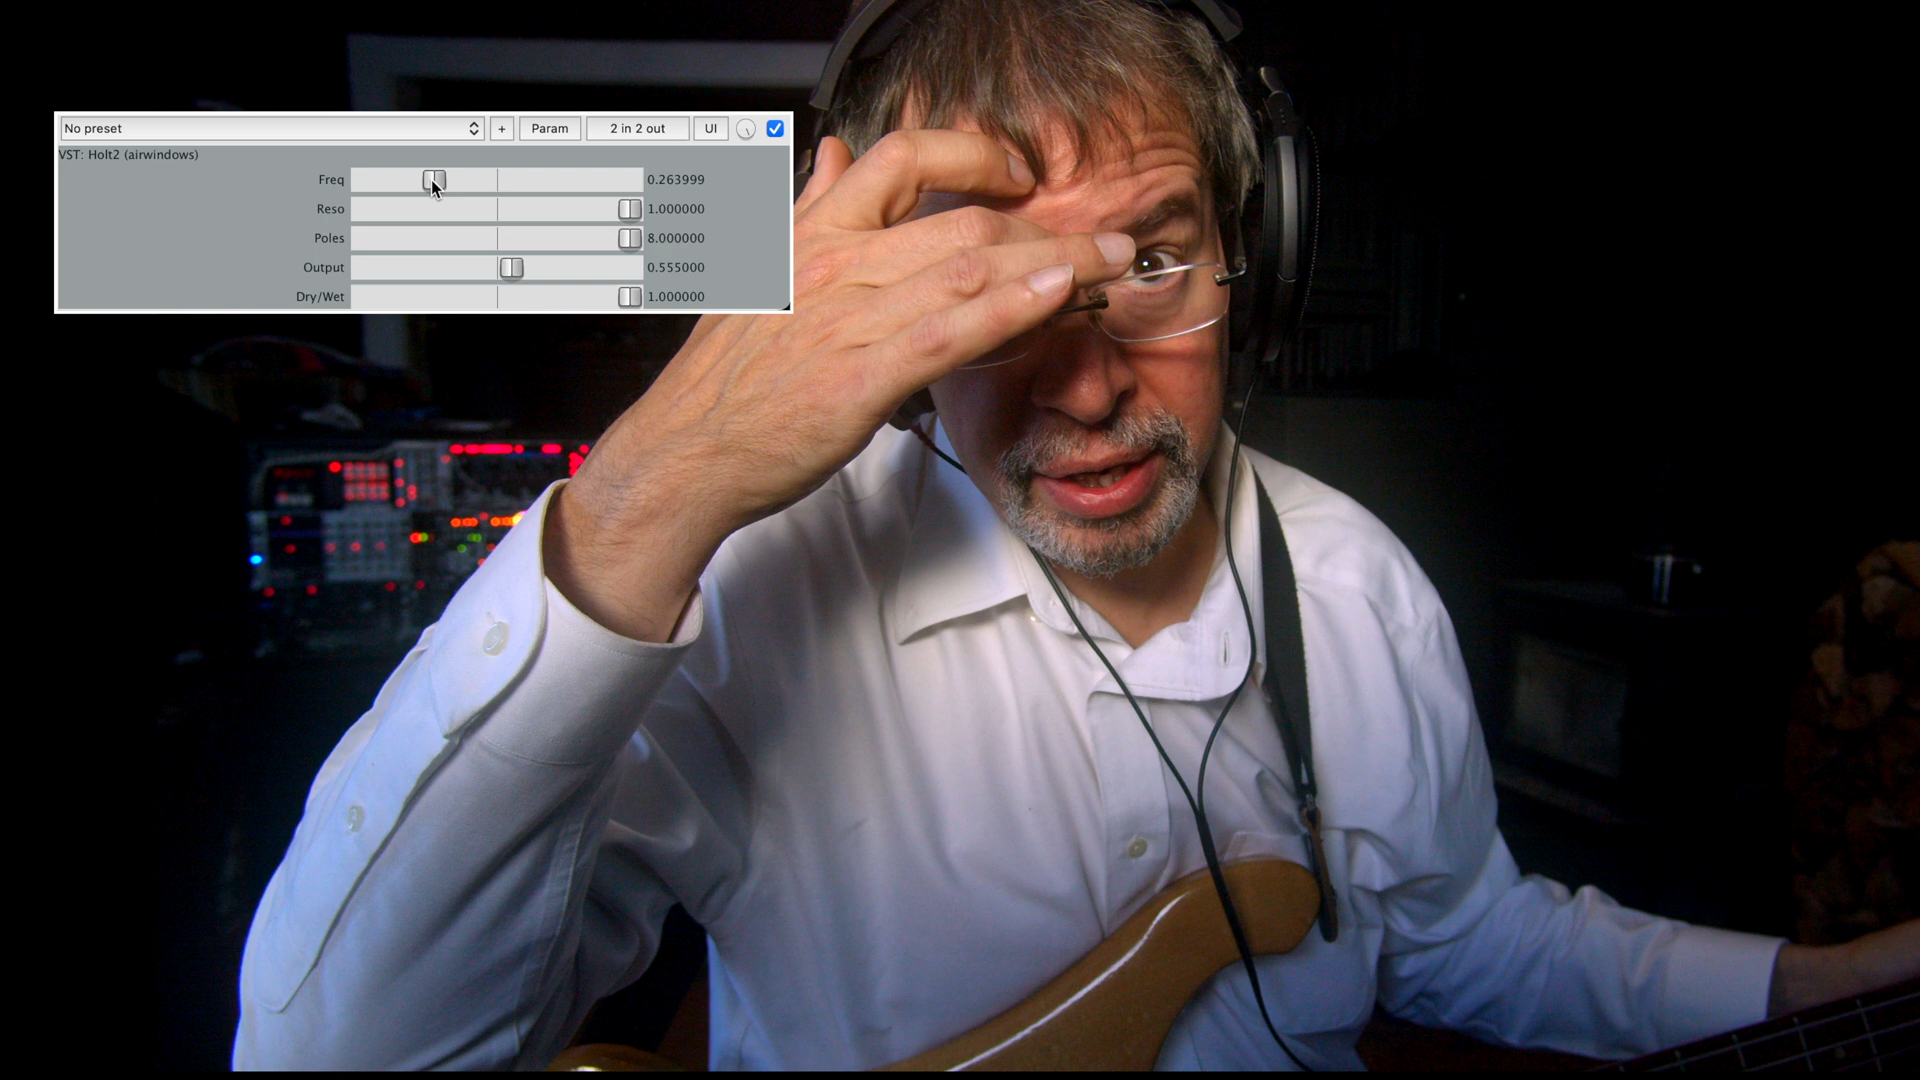 No preset + Param 2 in 2 out UI
VST: Holt2 (airwindows)
Freq 0.263999
Reso 1.000000
Poles 8.000000
Output 0.555000
Dry/Wet 1.000000